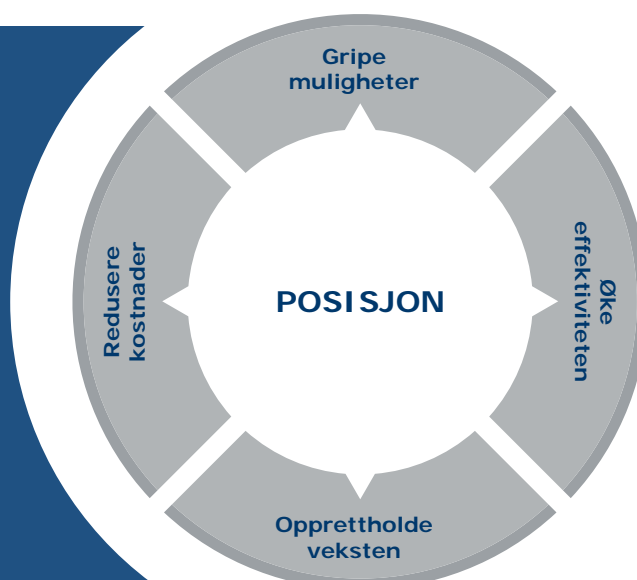 Gripe
muligheter
Redusere
kostnader
POSISJON
Øke
effektiviteten
Opprettholde
veksten